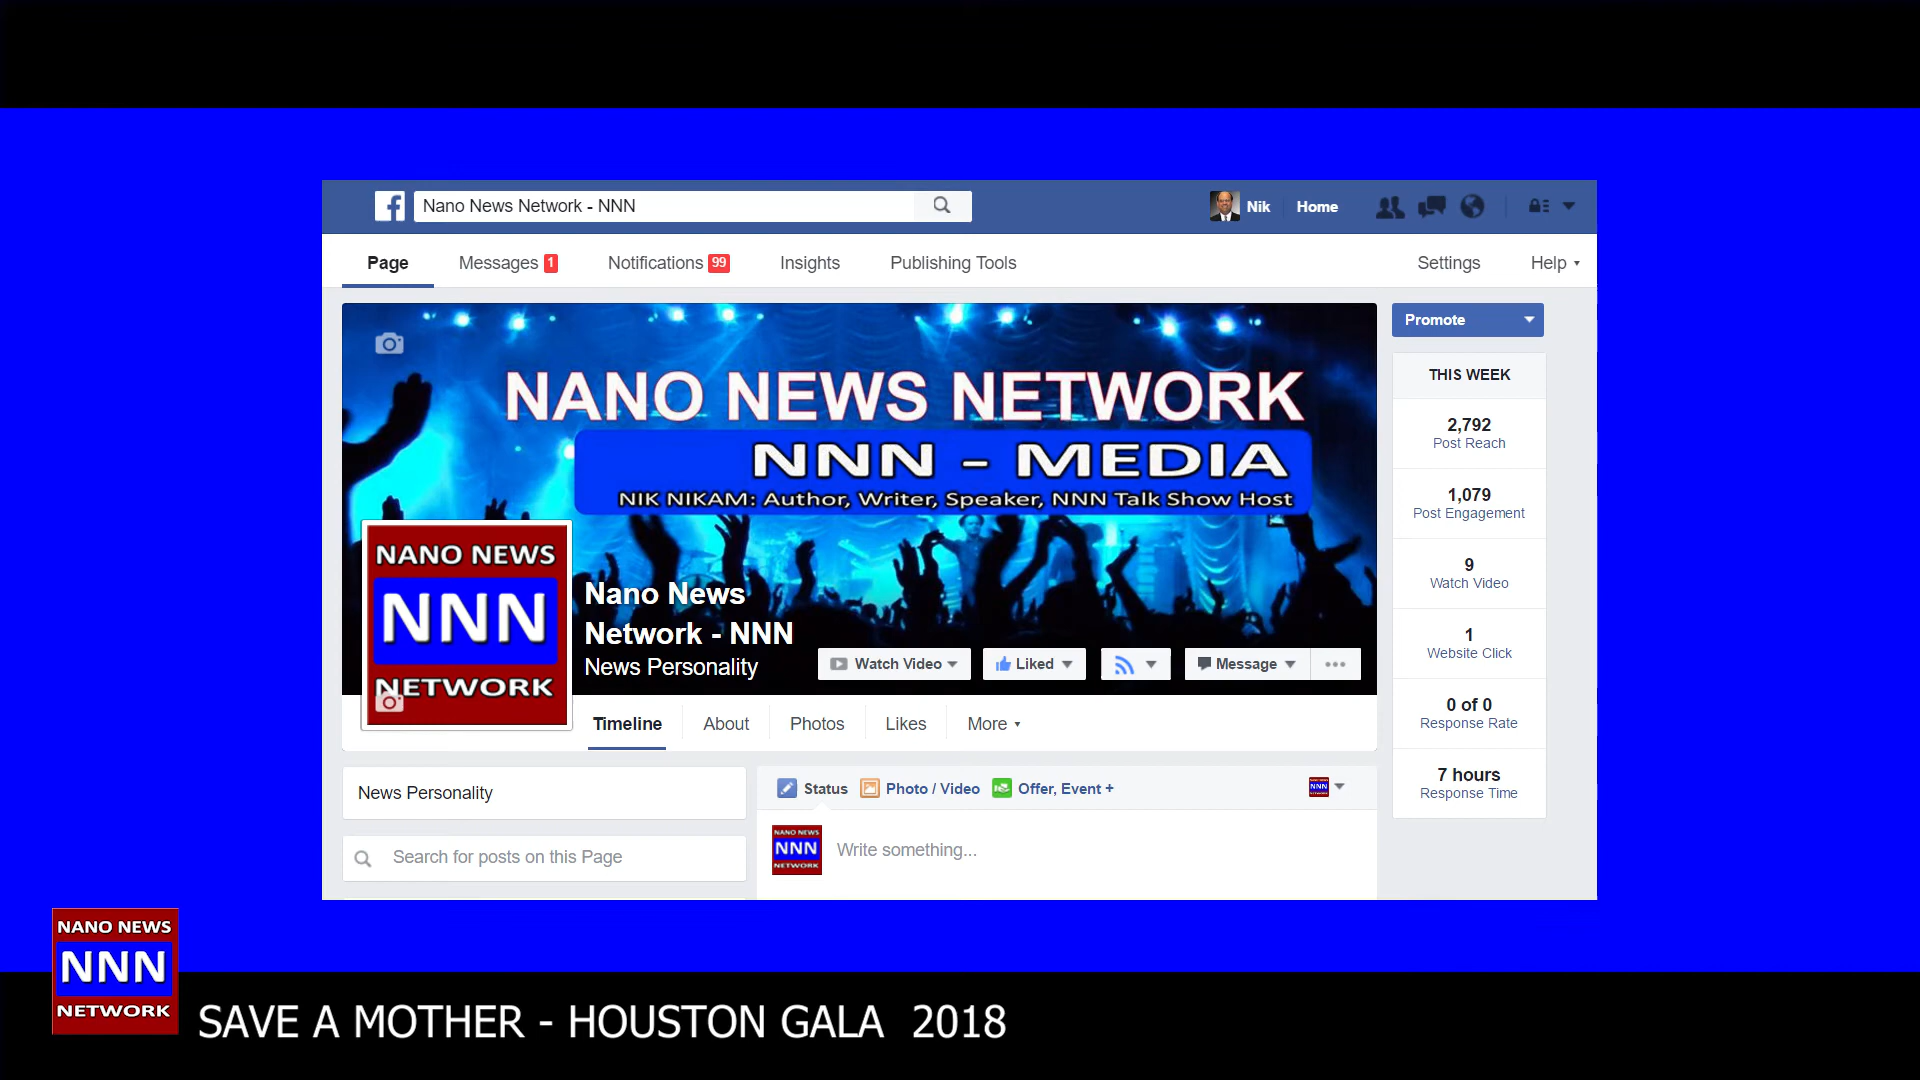 Nano News Network - NNN
Nik Home
Page Messages 1 Notifications 99 Insights Publishing Tools Settings Help
NANO NEWS NETWORK
NNN - MEDIA
NIK NIKAM: Author, Writer, Speaker, NNN Talk Show Host
NANO NEWS
NNN
NETWORK
Nano News
Network - NNN
News Personality
Watch Video Liked Message
Timeline About Photos Likes More
Promote
THIS WEEK
2,792
Post Reach
1,079
Post Engagement
9
Watch Video
1
Website Click
0 of 0
Response Rate
7 hours
Response Time
News Personality
Search for posts on this Page
Status Photo / Video Offer, Event +
NNN
NANO NEWS
NNN
NETWORK
Write something...
NANO NEWS
NNN
NETWORK
SAVE A MOTHER - HOUSTON GALA 2018